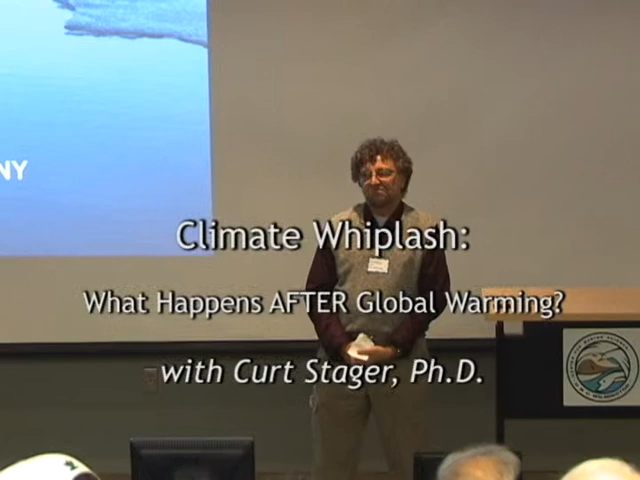 NY
Climate Whiplash:
What Happens AFTER Global Warming?
with Curt Stager, Ph.D.